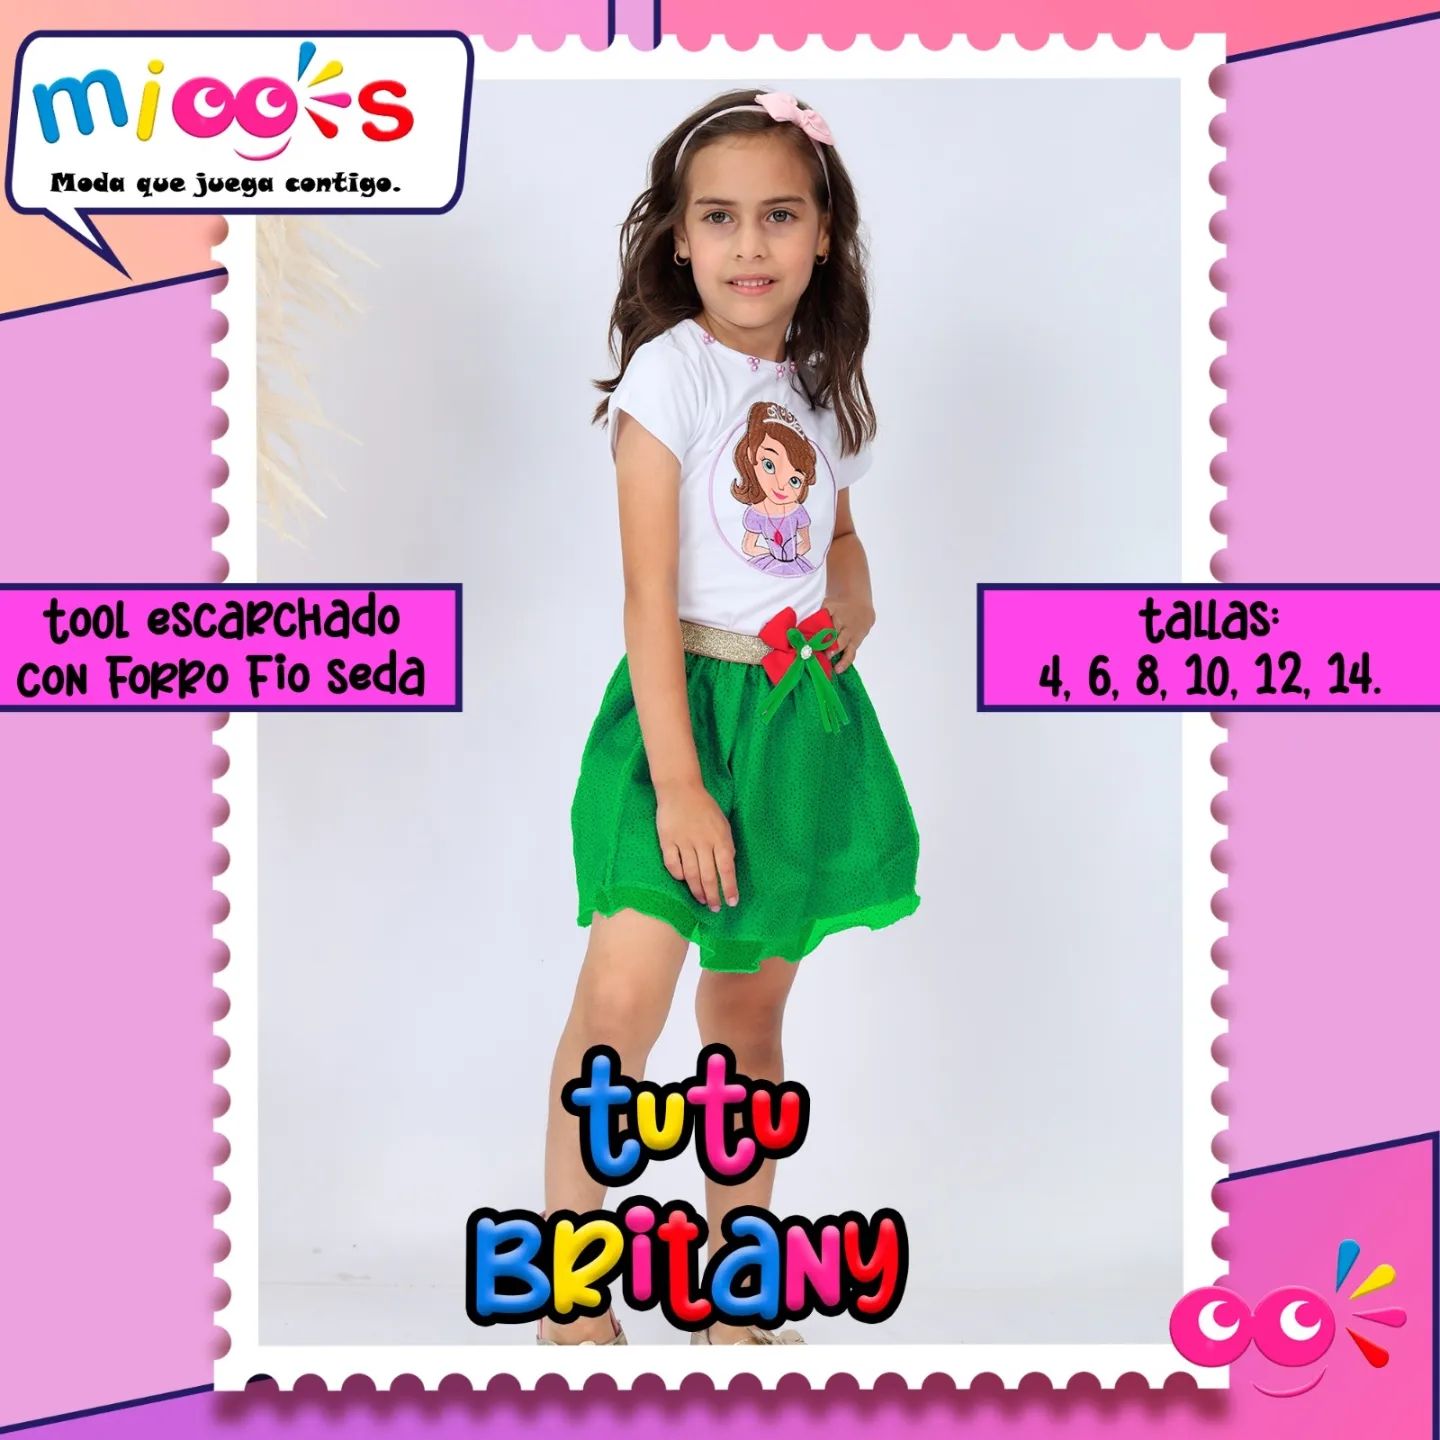 miools
Moda que juega contigo.
tool escarchado
con Forro Fio seda
tallas:
4, 6, 8, 10, 12, 14.
tutu
Britany